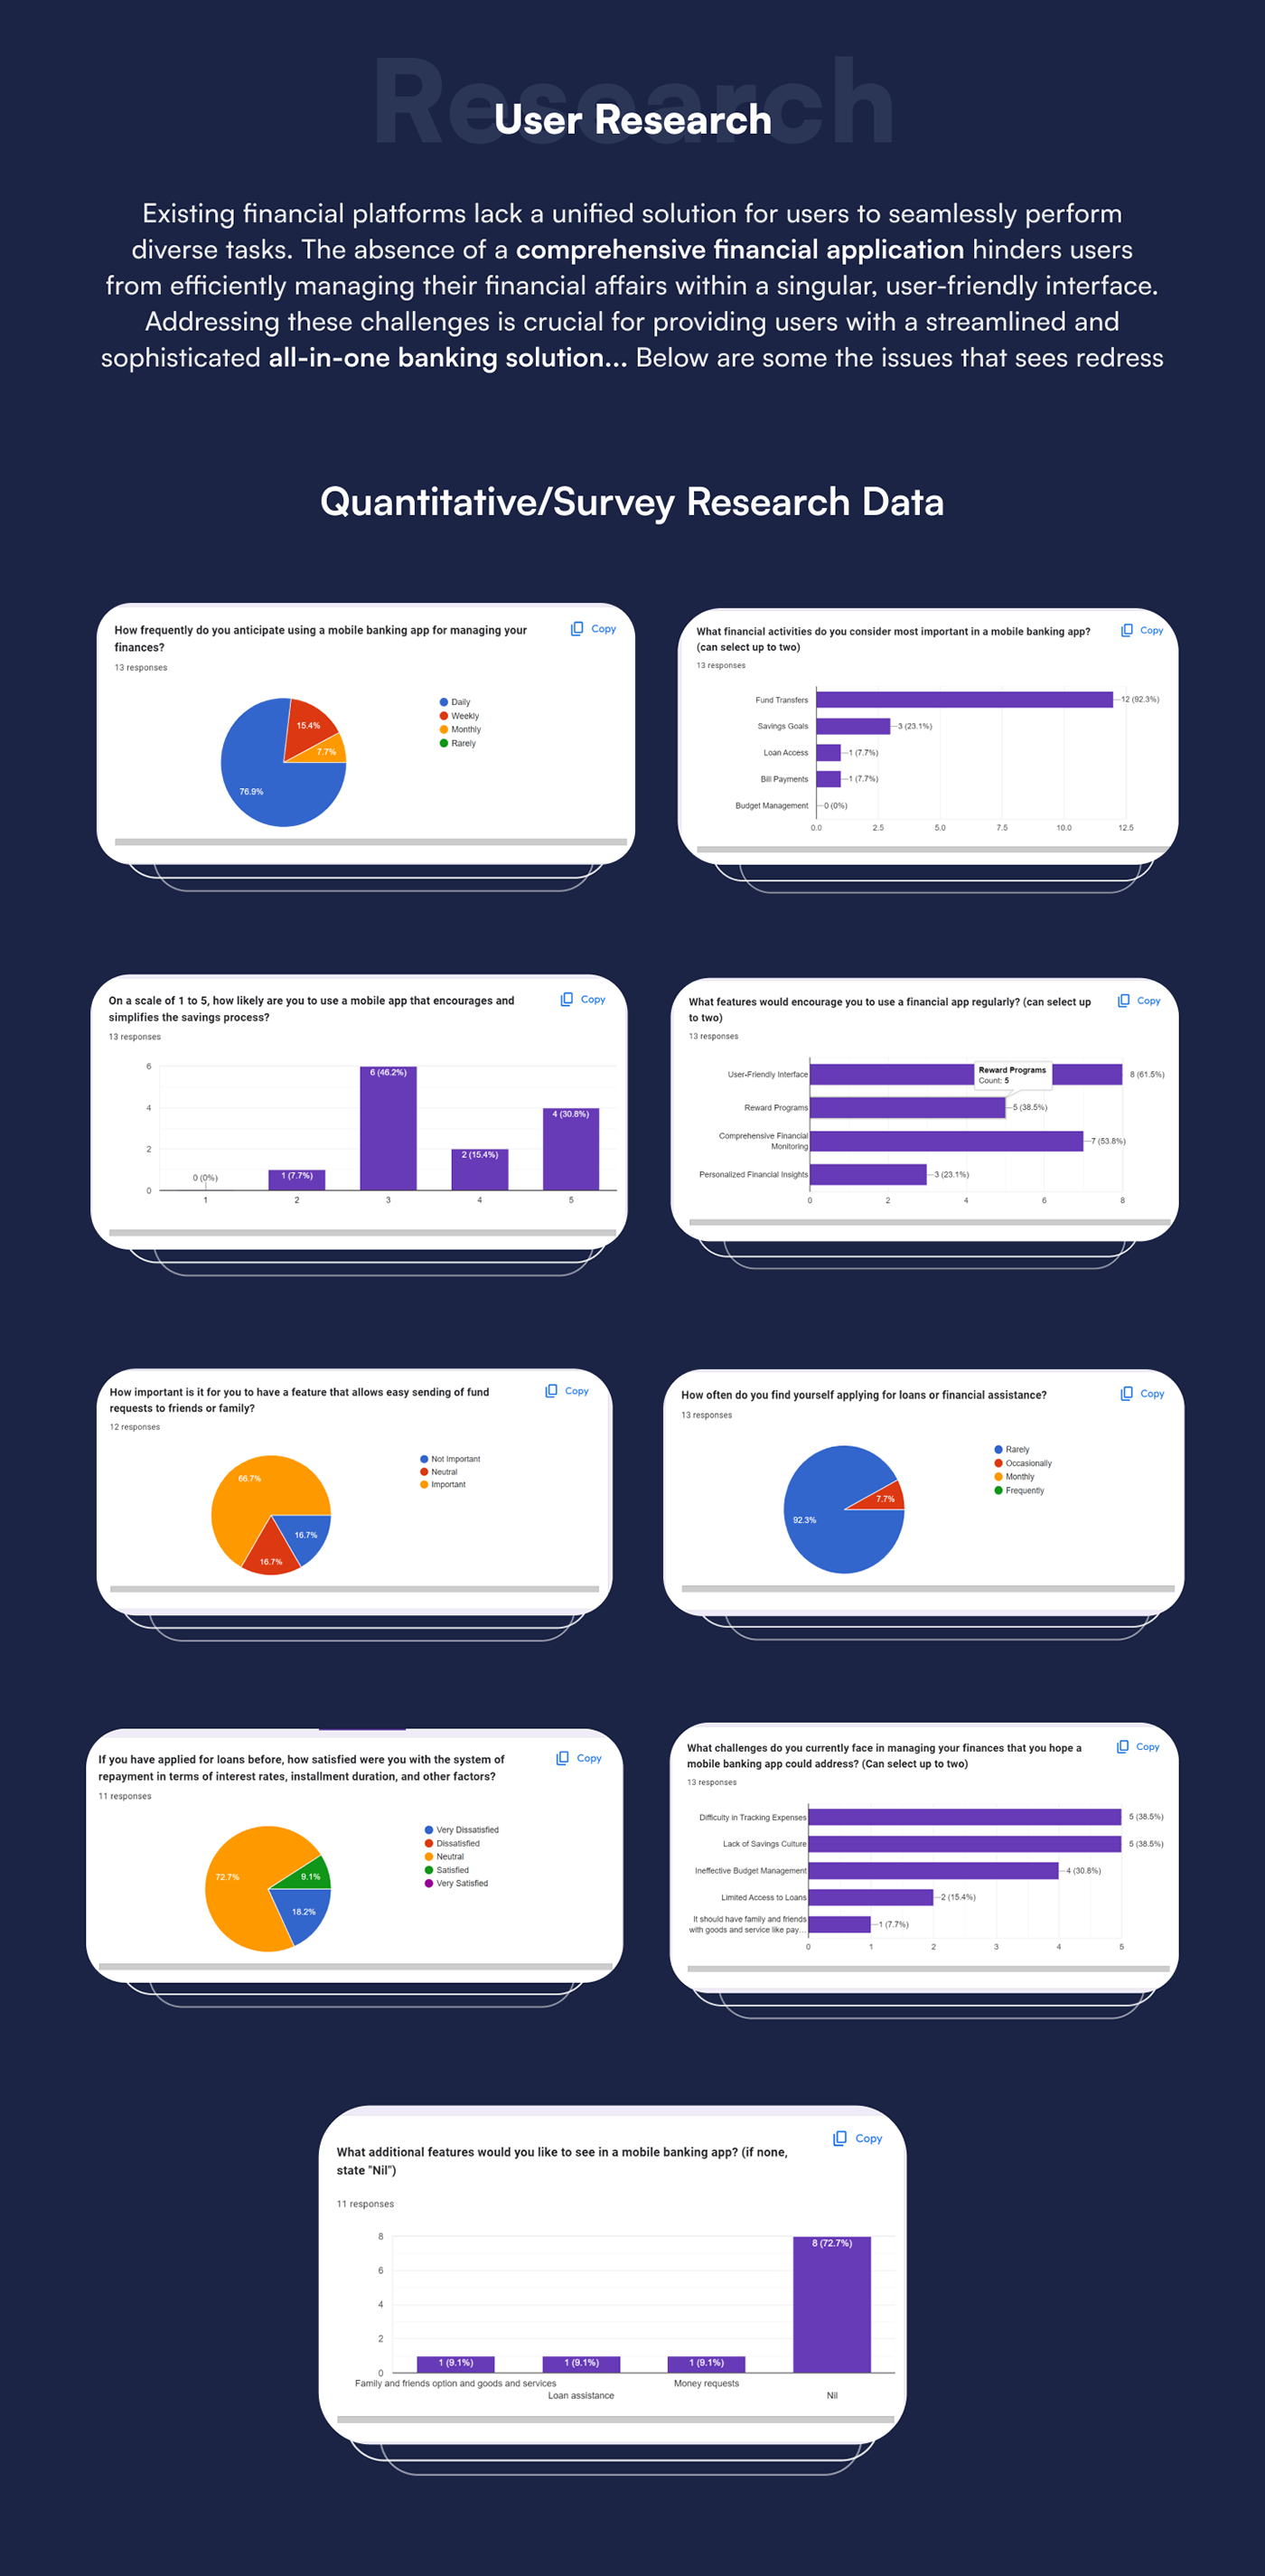 Research
User Research
Existing financial platforms lack a unified solution for users to seamlessly perform
diverse tasks. The absence of a comprehensive financial application hinders users
from efficiently managing their financial affairs within a singular, user-friendly interface.
Addressing these challenges is crucial for providing users with a streamlined and
sophisticated all-in-one banking solution... Below are some the issues that sees redress
Quantitative/Survey Research Data
How frequently do you anticipate using a mobile banking app for managing your
finances?
Copy
13 responses
Daily
Weekly
Monthly
Rarely
15.4%
7.7%
76.9%
What financial activities do you consider most important in a mobile banking app?
(can select up to two)
Copy
13 responses
Fund Transfers
12 (92.3%)
Savings Goals
3 (23.1%)
Loan Access
1 (7.7%)
Bill Payments
1 (7.7%)
Budget Management
0 (0%)
0.0 2.5 5.0 7.5 10.0 12.5
On a scale of 1 to 5, how likely are you to use a mobile app that encourages and
simplifies the savings process?
Copy
13 responses
6
4
2
0
0 (0%)
1 (7.7%)
6 (46.2%)
2 (15.4%)
4 (30.8%)
1 2 3 4 5
What features would encourage you to use a financial app regularly? (can select up
to two)
Copy
13 responses
User-Friendly Interface
8 (61.5%)
Reward Programs
Count: 5
Reward Programs
5 (38.5%)
Comprehensive Financial
Monitoring
7 (53.8%)
Personalized Financial Insights
3 (23.1%)
0 2 4 6 8
How important is it for you to have a feature that allows easy sending of fund
requests to friends or family?
Copy
12 responses
Not Important
Neutral
Important
66.7%
16.7%
16.7%
How often do you find yourself applying for loans or financial assistance?
Copy
13 responses
Rarely
Occasionally
Monthly
Frequently
7.7%
92.3%
If you have applied for loans before, how satisfied were you with the system of
repayment in terms of interest rates, installment duration, and other factors?
Copy
11 responses
Very Dissatisfied
Dissatisfied
Neutral
Satisfied
Very Satisfied
72.7%
9.1%
18.2%
What challenges do you currently face in managing your finances that you hope a
mobile banking app could address? (Can select up to two)
Copy
13 responses
Difficulty in Tracking Expenses
5 (38.5%)
Lack of Savings Culture
5 (38.5%)
Ineffective Budget Management
4 (30.8%)
Limited Access to Loans
2 (15.4%)
It should have family and friends
with goods and service like pay...
1 (7.7%)
0 1 2 3 4 5
What additional features would you like to see in a mobile banking app? (if none,
state "Nil")
Copy
11 responses
8
6
4
2
0
1 (9.1%)
1 (9.1%)
1 (9.1%)
8 (72.7%)
Family and friends option and goods and services
Loan assistance
Money requests
Nil